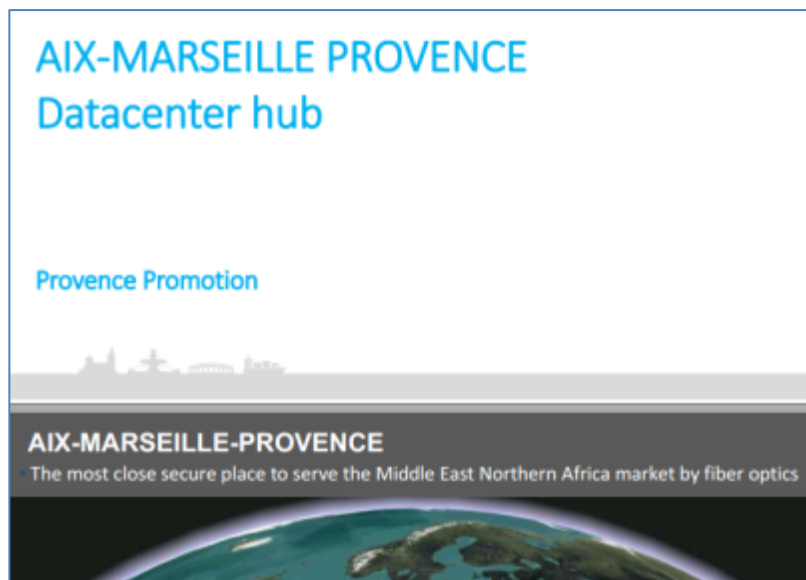 AIX-MARSEILLE PROVENCE
Datacenter hub
Provence Promotion
AIX-MARSEILLE-PROVENCE
• The most close secure place to serve the Middle East Northern Africa market by fiber optics